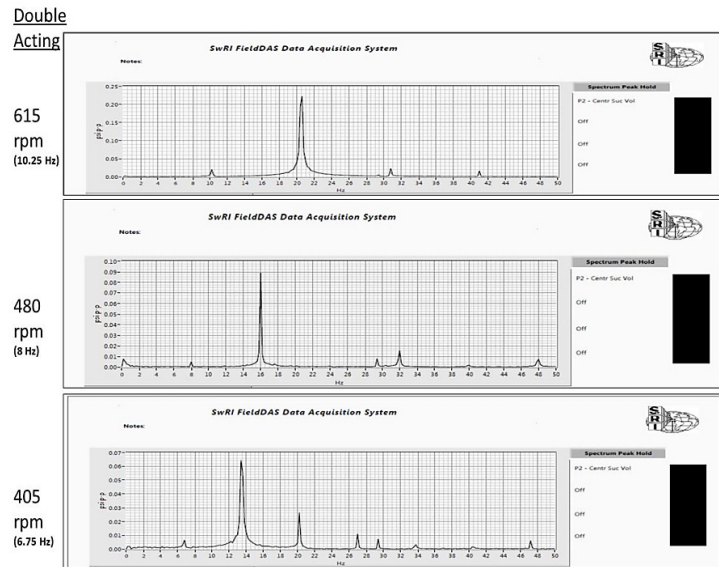 Double
Acting
SwRI FieldDAS Data Acquisition System
SRI
Notes:
Spectrum Peak Hold
P2 - Centr Suc Vol
Off
Off
Off
615
rpm
(10.25 Hz)
psipp
0.25
0.20
0.15
0.10
0.05
0.00
0 2 4 6 8 10 12 14 16 18 20 22 24 26 28 30 32 34 36 38 40 42 44 46 48 50
Hz
SwRI FieldDAS Data Acquisition System
SRI
Notes:
Spectrum Peak Hold
P2 - Centr Suc Vol
Off
Off
Off
480
rpm
(8 Hz)
psipp
0.10
0.09
0.08
0.07
0.06
0.05
0.04
0.03
0.02
0.01
0.00
0 2 4 6 8 10 12 14 16 18 20 22 24 26 28 30 32 34 36 38 40 42 44 46 48 50
Hz
SwRI FieldDAS Data Acquisition System
SRI
Notes:
Spectrum Peak Hold
P2 - Centr Suc Vol
Off
Off
Off
405
rpm
(6.75 Hz)
psipp
0.07
0.06
0.05
0.04
0.03
0.02
0.01
0.00
0 2 4 6 8 10 12 14 16 18 20 22 24 26 28 30 32 34 36 38 40 42 44 46 48 50
Hz